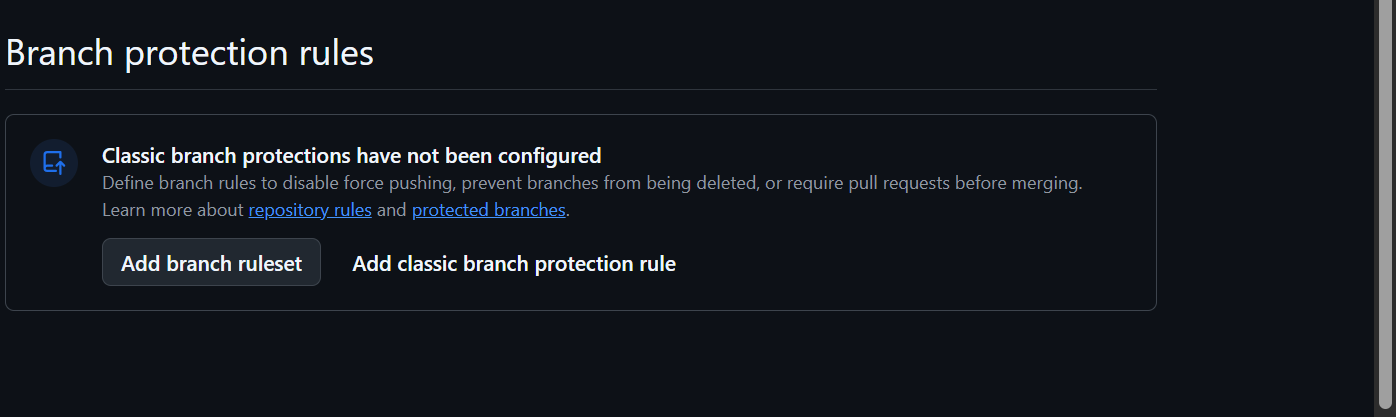 Branch protection rules
Classic branch protections have not been configured
Define branch rules to disable force pushing, prevent branches from being deleted, or require pull requests before merging.
Learn more about repository rules and protected branches.
Add branch ruleset
Add classic branch protection rule